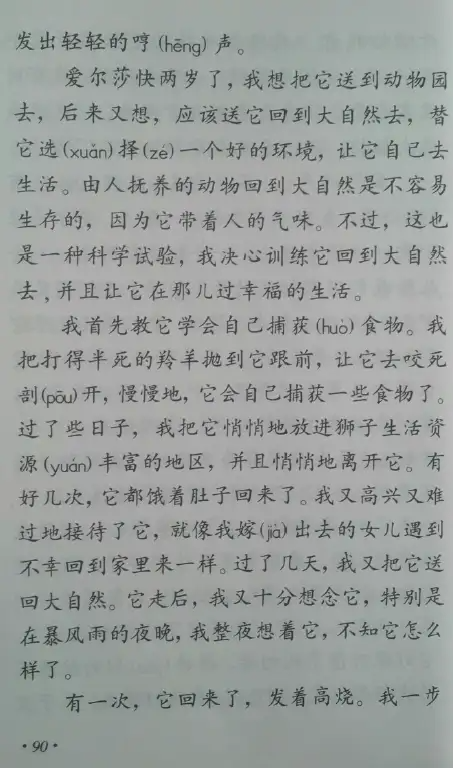 发出轻轻的哼(hēng)声。
爱尔莎快两岁了,我想把它送到动物园
去,后来又想,应该送它回到大自然去,替
它选(xuǎn)择(zé)一个好的环境,让它自己去
生活。由人抚养的动物回到大自然是不容易
生存的,因为它带着人的气味。不过,这也
是一种科学试验,我决心训练它回到大自然
去,并且让它在那儿过幸福的生活。
我首先教它学会自己捕获(huò)食物。我
把打得半死的羚羊抛到它跟前,让它去咬死
剖(pōu)开,慢慢地,它会自己捕获一些食物了。
过了些日子,我把它悄悄地放进狮子生活资
源(yuán)丰富的地区,并且悄悄地离开它。有
好几次,它都饿着肚子回来了。我又高兴又难
过地接待了它,就像我嫁(jià)出去的女儿遇到
不幸回到家里来一样。过了几天,我又把它送
回大自然。它走后,我又十分想念它,特别是
在暴风雨的夜晚,我整夜想着它,不知它怎么
样了。
有一次,它回来了,发着高烧。我一步
·90·